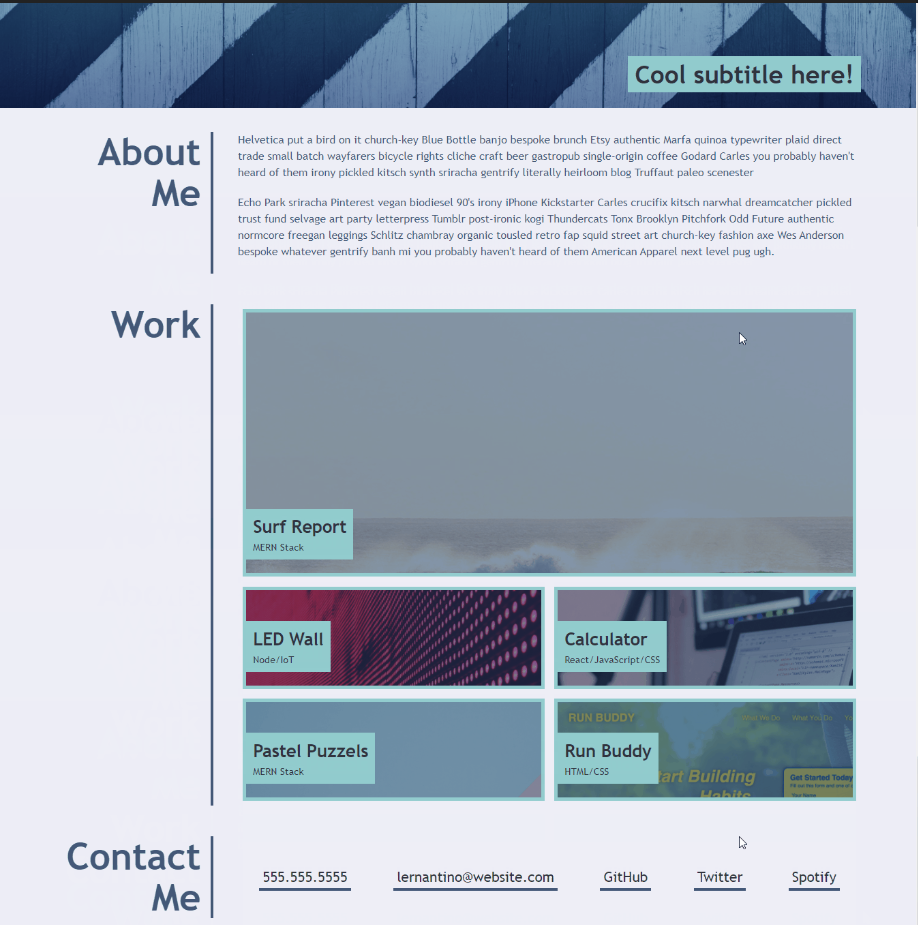 Cool subtitle here!
About
Me
Helvetica put a bird on it church-key Blue Bottle banjo bespoke brunch Etsy authentic Marfa quinoa typewriter plaid direct
trade small batch wayfarers bicycle rights cliche craft beer gastropub single-origin coffee Godard Carles you probably haven't
heard of them irony pickled kitsch synth sriracha gentrify literally heirloom blog Truffaut paleo scenester
Echo Park sriracha Pinterest vegan biodiesel 90's irony iPhone Kickstarter Carles crucifix kitsch narwhal dreamcatcher pickled
trust fund selvage art party letterpress Tumblr post-ironic kogi Thundercats Tonx Brooklyn Pitchfork Odd Future authentic
normcore freegan leggings Schlitz chambray organic tousled retro fap squid street art church-key fashion axe Wes Anderson
bespoke whatever gentrify banh mi you probably haven't heard of them American Apparel next level pug ugh.
Work
Surf Report
MERN Stack
LED Wall
Node/IoT
Calculator
React/JavaScript/CSS
Pastel Puzzels
MERN Stack
RUN BUDDY
What We Do
What You Do
Run Buddy
HTML/CSS
Start Building
Habits
Get Started Today
Your Name
Contact
Me
555.555.5555
lernantino@website.com
GitHub
Twitter
Spotify